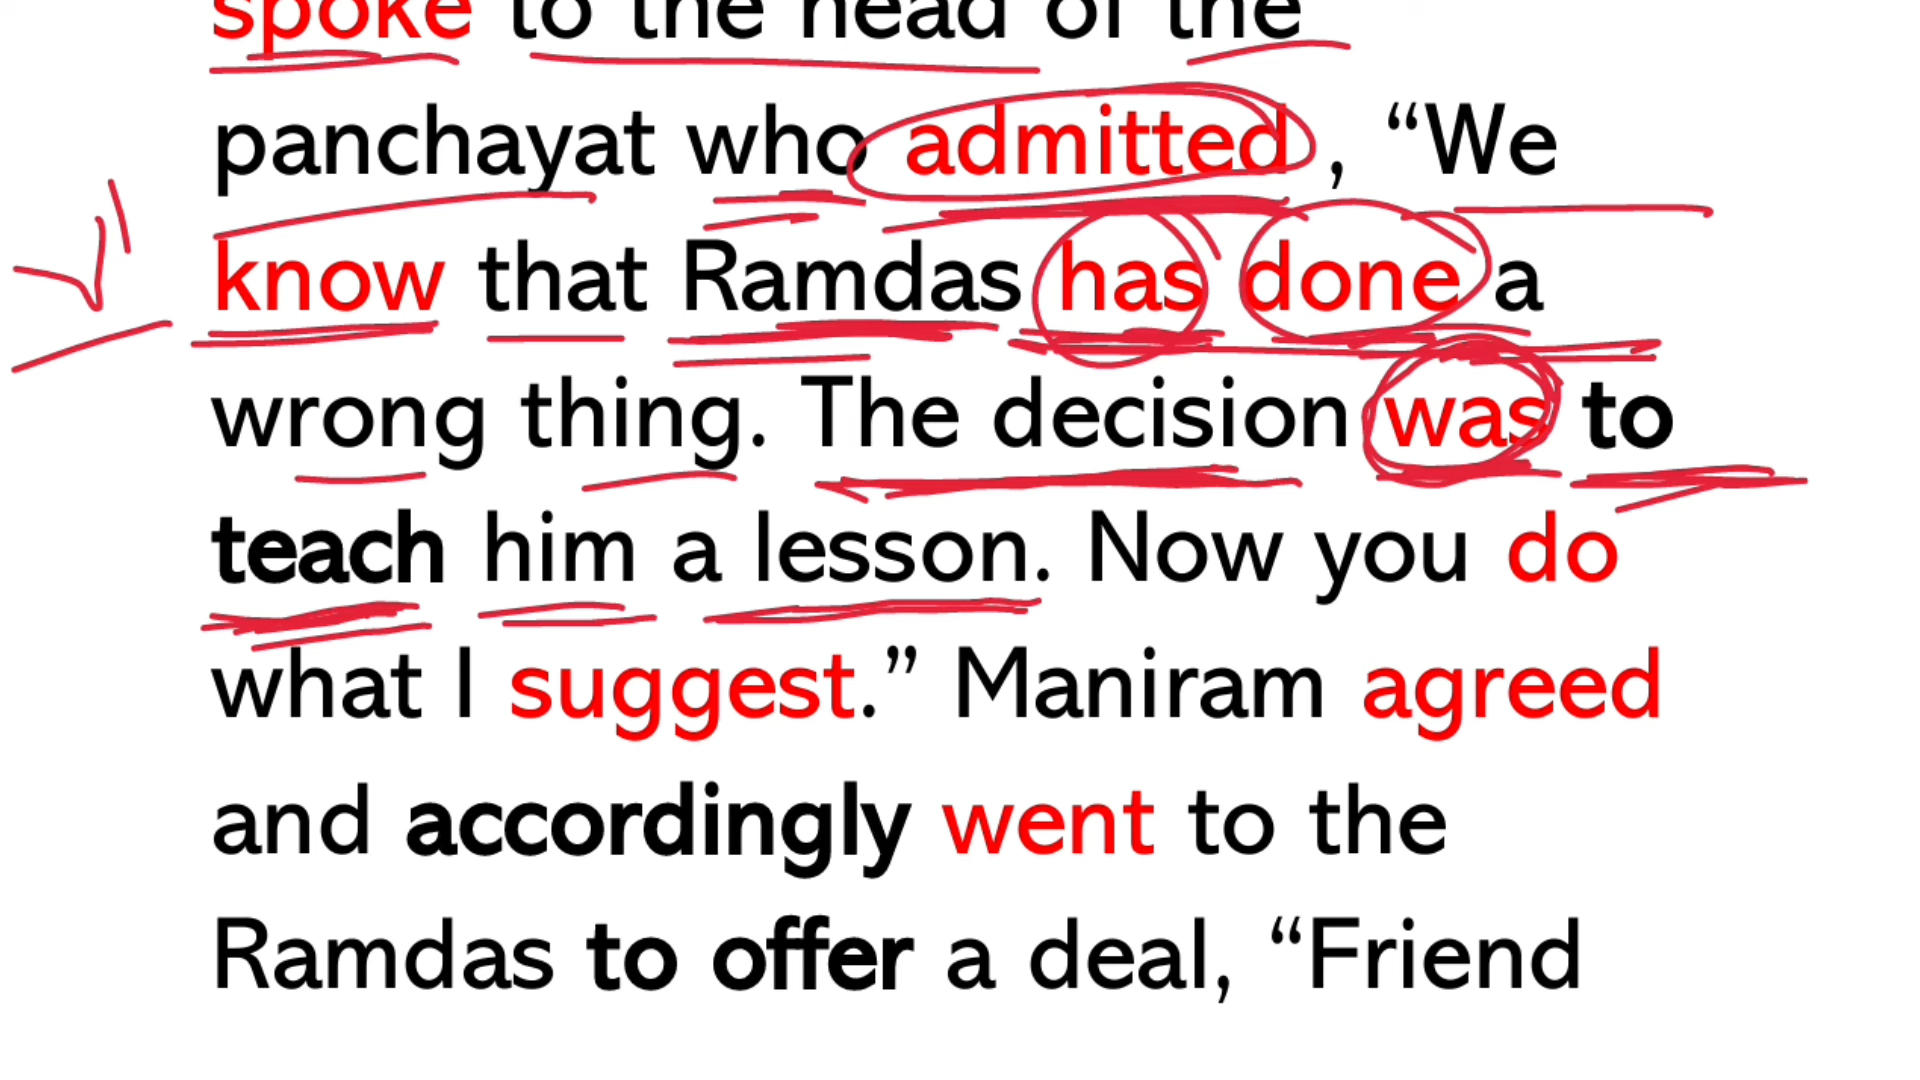 spoke to the head of the
panchayat who admitted , “We
know that Ramdas has done a
wrong thing. The decision was to
teach him a lesson. Now you do
what I suggest.” Maniram agreed
and accordingly went to the
Ramdas to offer a deal, “Friend